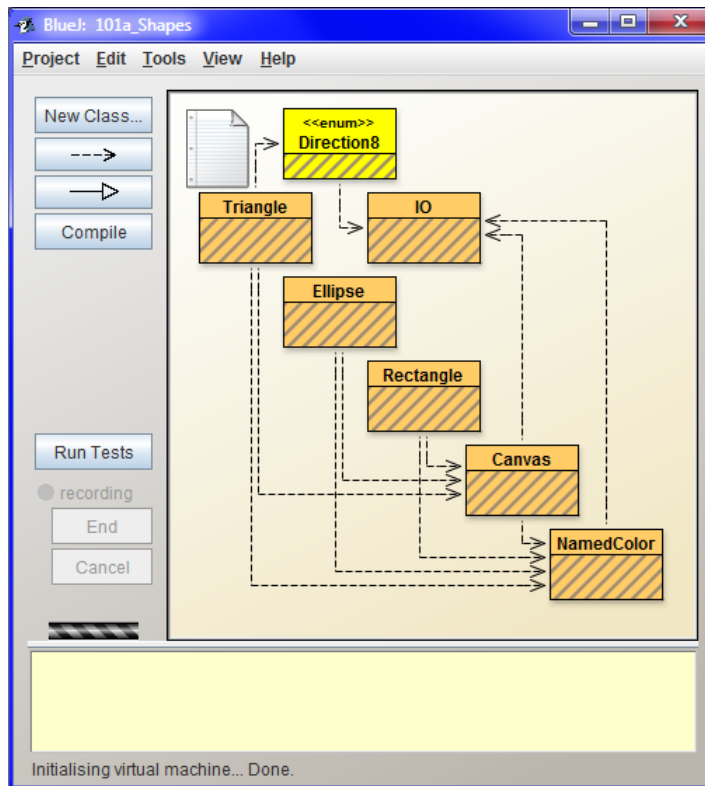 BlueJ: 101a_Shapes
Project Edit Tools View Help
New Class...
Compile
<<enum>>
Direction8
Triangle
IO
Ellipse
Rectangle
Canvas
NamedColor
Run Tests
recording
End
Cancel
Initialising virtual machine... Done.